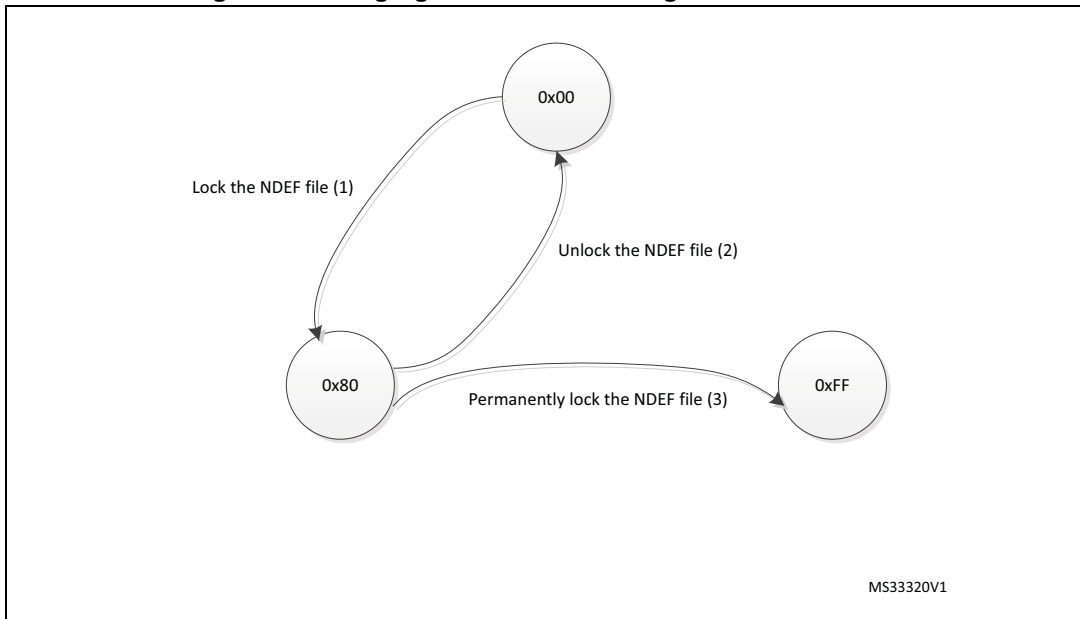 0x00
Lock the NDEF file (1)
Unlock the NDEF file (2)
0x80
0xFF
Permanently lock the NDEF file (3)
MS33320V1